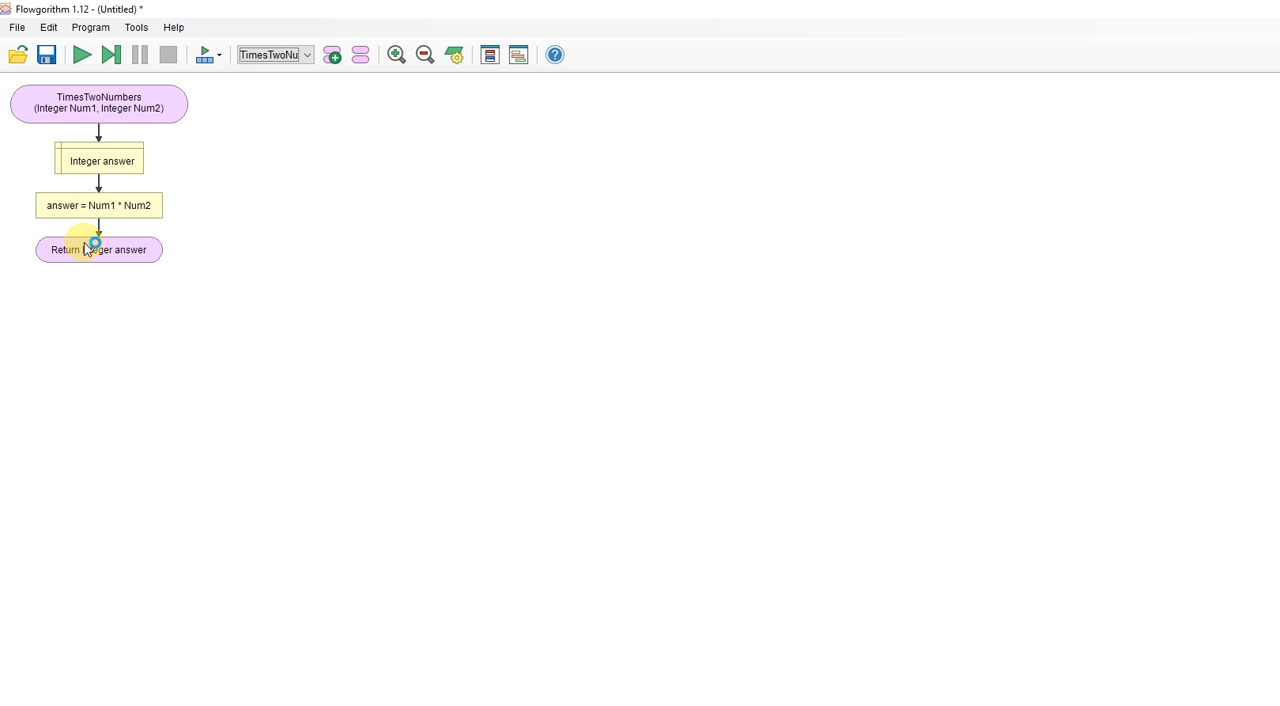 Flowgorithm 1.12 - (Untitled) *
File Edit Program Tools Help
TimesTwoNu
TimesTwoNumbers
(Integer Num1, Integer Num2)
Integer answer
answer = Num1 * Num2
Return Integer answer